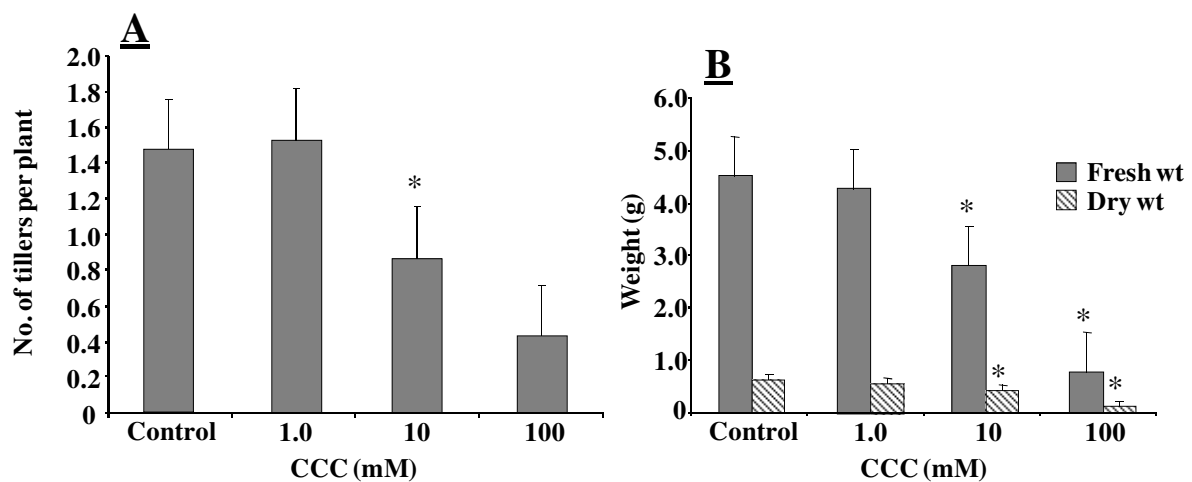 A
2.0
1.8
1.6
1.4
1.2
1.0
0.8
0.6
0.4
0.2
0
No. of tillers per plant
*
Control 1.0 10 100
CCC (mM)
B
6.0
5.0
4.0
3.0
2.0
1.0
0.0
Weight (g)
Fresh wt
Dry wt
*
*
*
*
Control 1.0 10 100
CCC (mM)